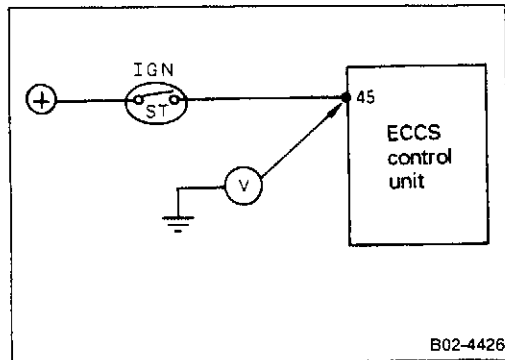 IGN
ST
45
ECCS
control
unit
V
B02-4426